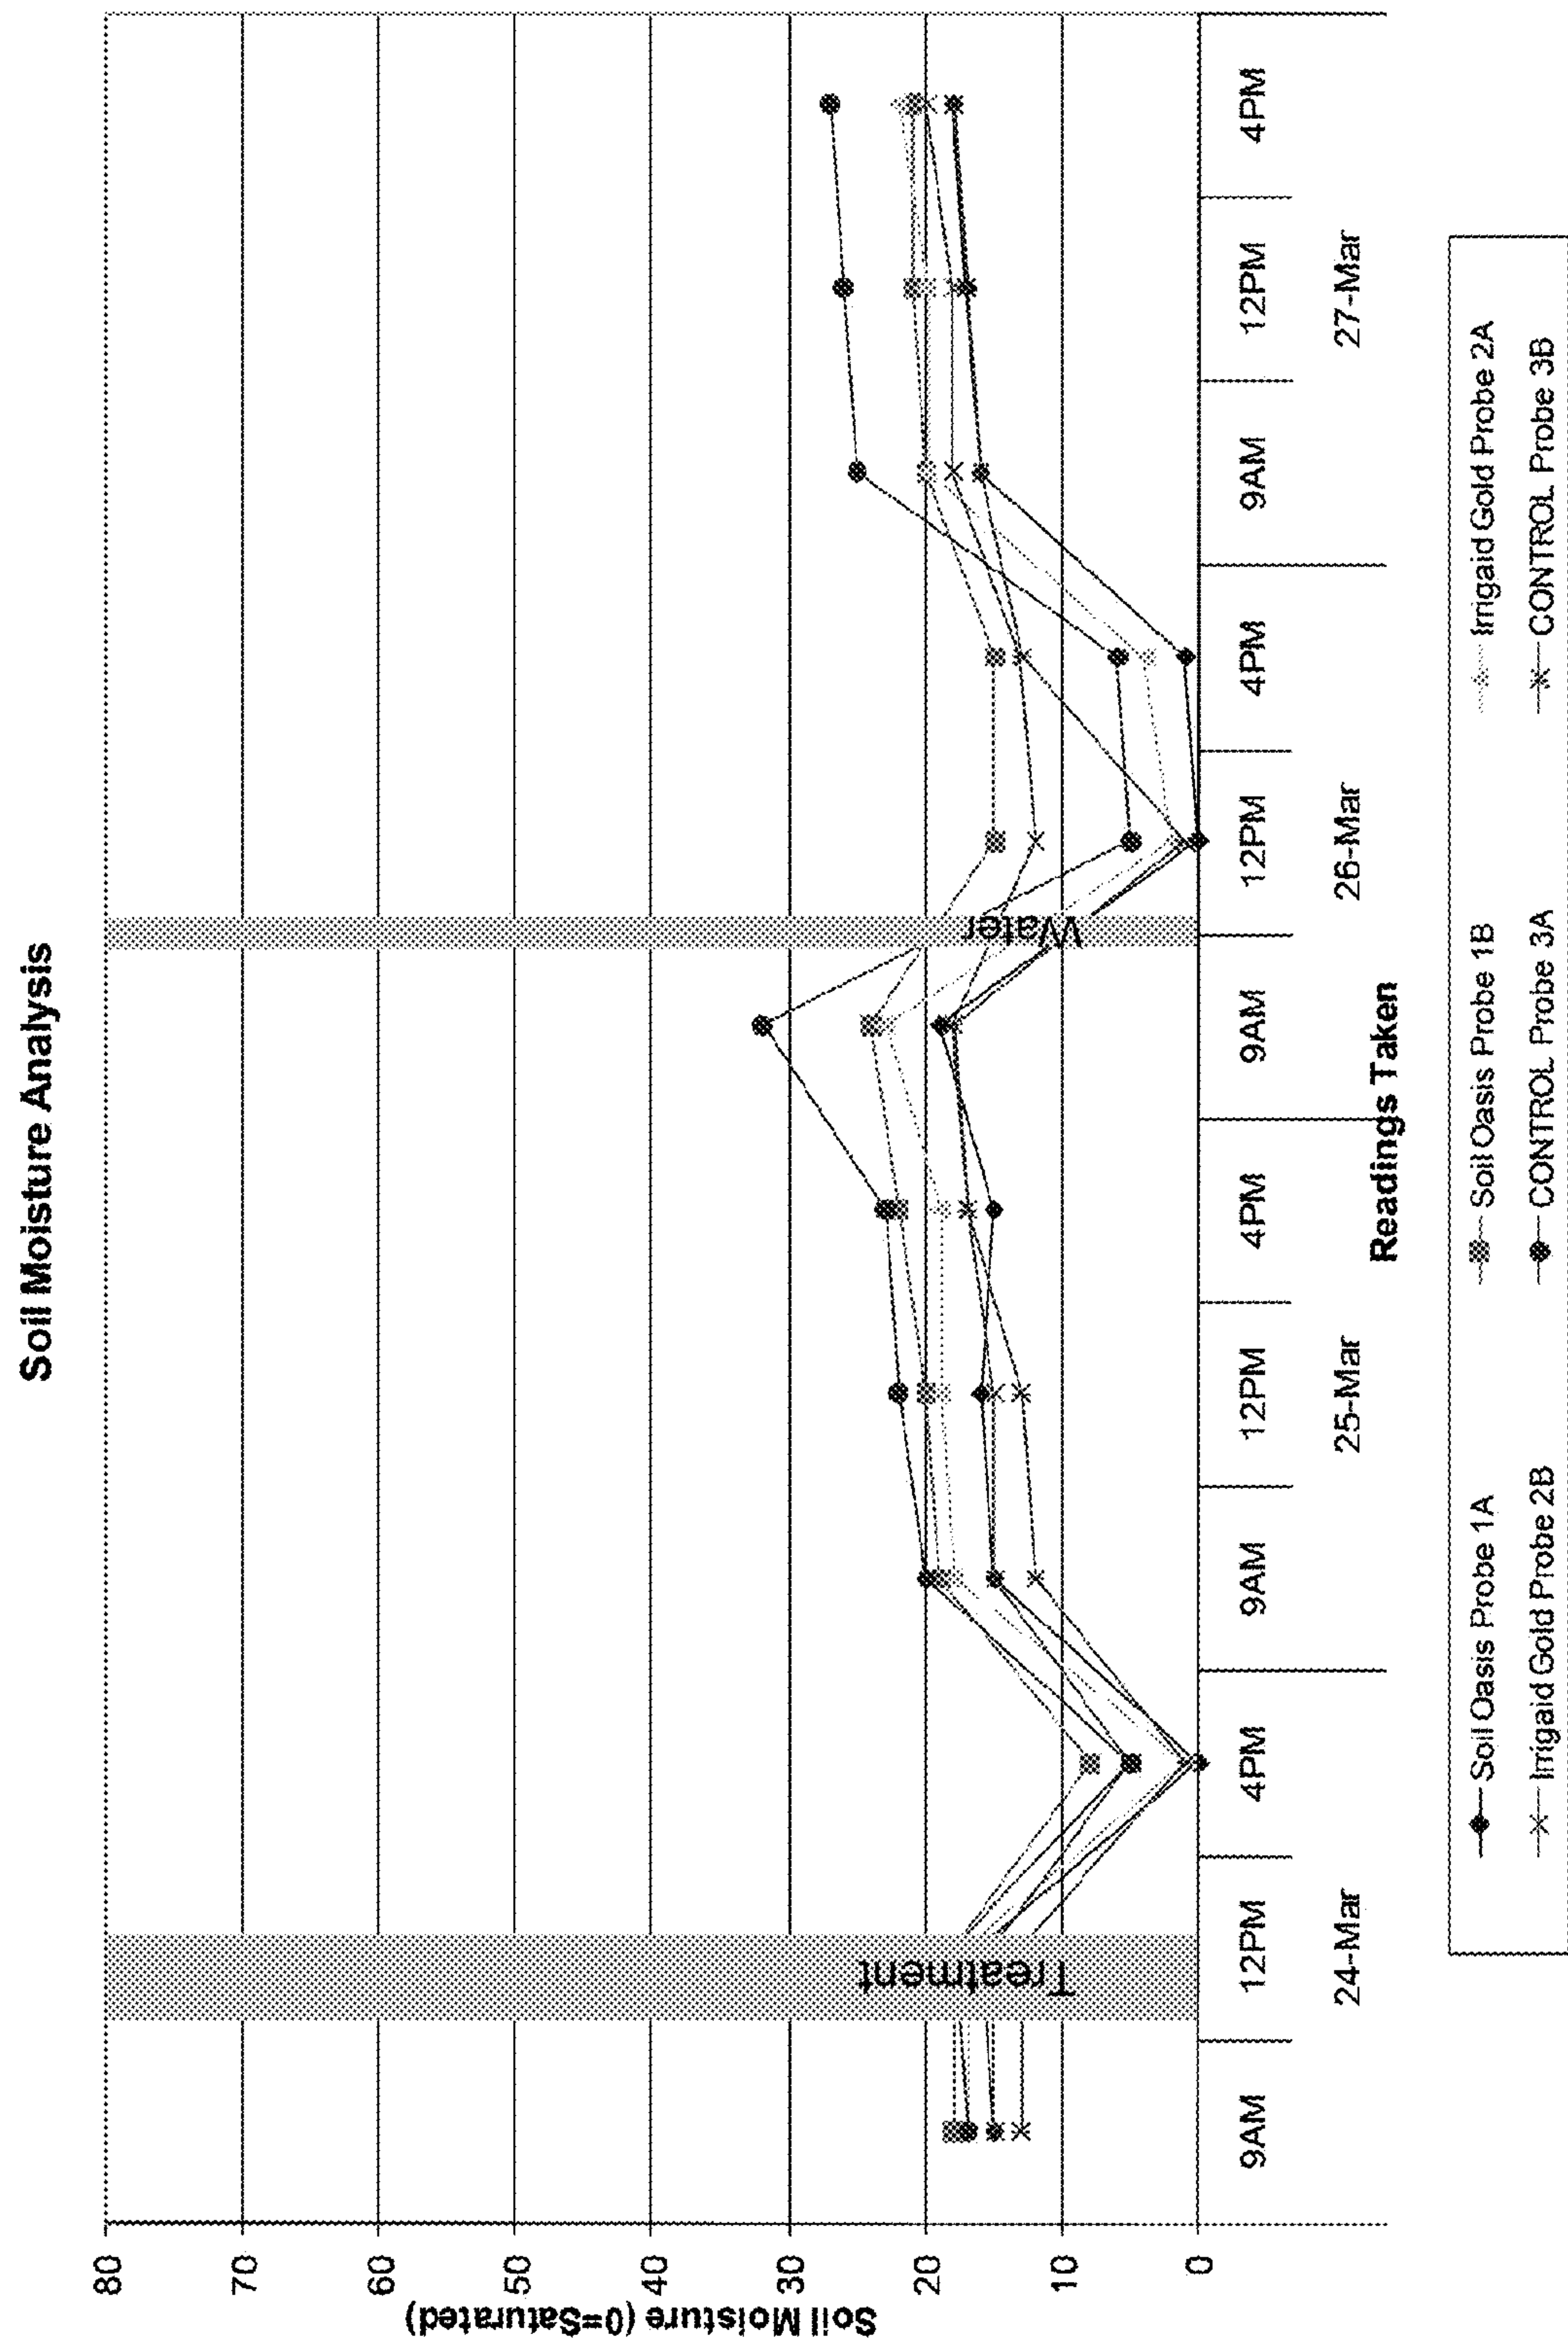 Soil Moisture Analysis
Soil Moisture (0=Saturated)
80
70
60
50
40
30
20
10
0
Treatment
Water
9AM 12PM 4PM 9AM 12PM 4PM 9AM 12PM 4PM 9AM 12PM 4PM
24-Mar 25-Mar 26-Mar 27-Mar
Readings Taken
Soil Oasis Probe 1A Soil Oasis Probe 1B Irrigaid Gold Probe 2A
Irrigaid Gold Probe 2B CONTROL Probe 3A CONTROL Probe 3B